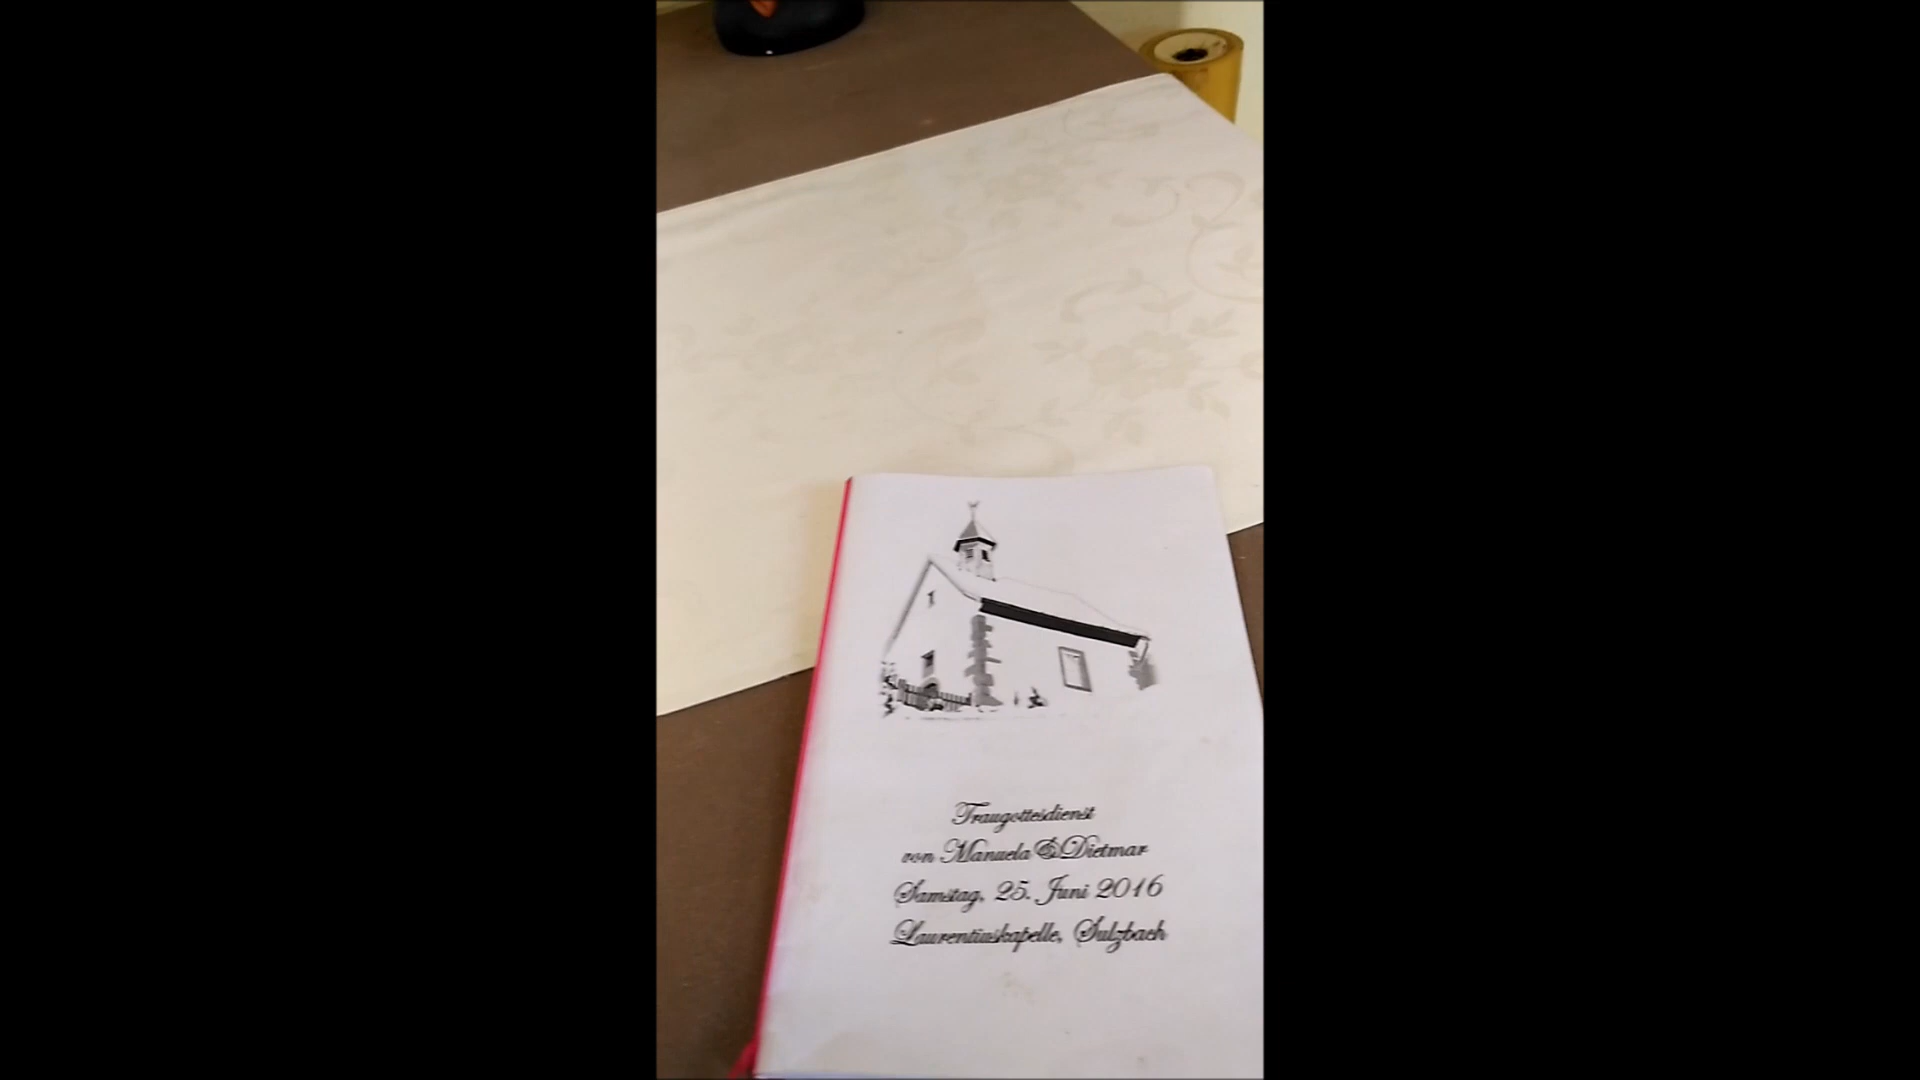 Traugottesdienst
von Manuela & Dietmar
Samstag, 25. Juni 2016
Laurentiuskapelle, Sulzbach